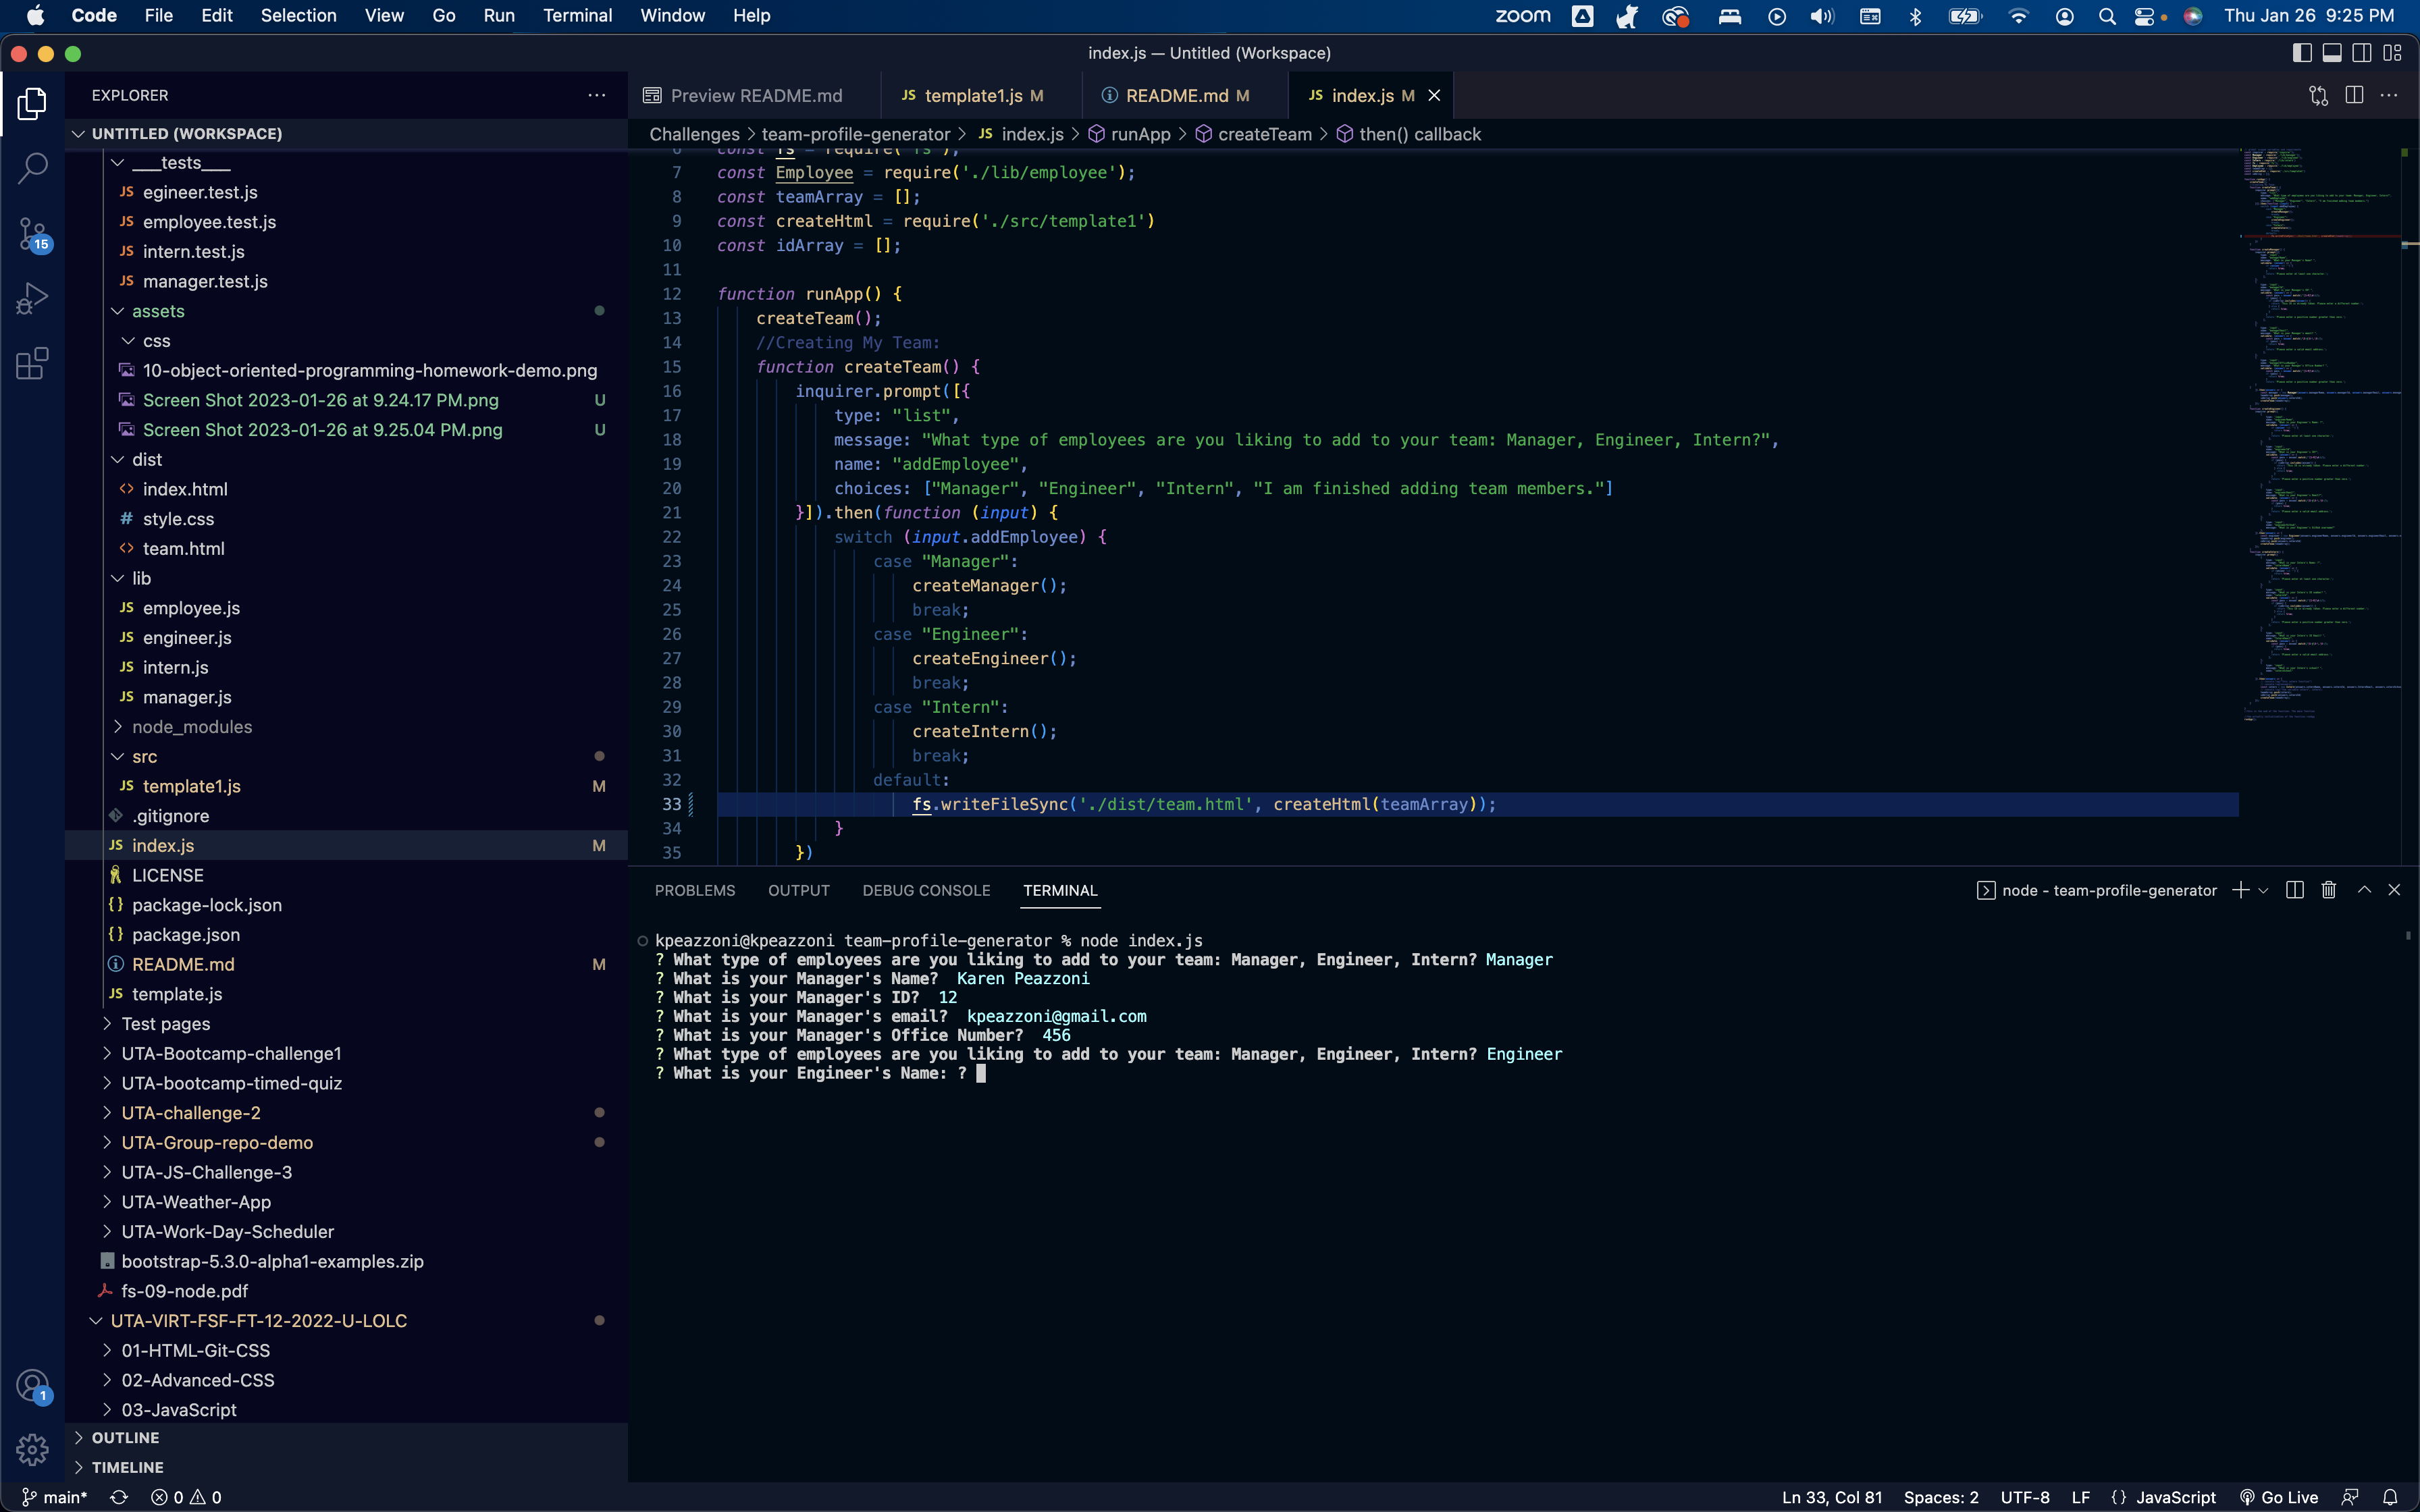 Code File Edit Selection View Go Run Terminal Window Help zoom Thu Jan 26 9:25 PM
index.js — Untitled (Workspace)
EXPLORER
Preview README.md
JS template1.js M
README.md M
JS index.js M
UNTITLED (WORKSPACE)
Challenges > team-profile-generator > JS index.js > runApp > createTeam > then() callback
___tests___
JS egineer.test.js
JS employee.test.js
JS intern.test.js
JS manager.test.js
assets
css
10-object-oriented-programming-homework-demo.png
Screen Shot 2023-01-26 at 9.24.17 PM.png U
Screen Shot 2023-01-26 at 9.25.04 PM.png U
dist
<> index.html
# style.css
<> team.html
lib
JS employee.js
JS engineer.js
JS intern.js
JS manager.js
node_modules
src
JS template1.js M
.gitignore
JS index.js M
LICENSE
{} package-lock.json
{} package.json
README.md M
JS template.js
Test pages
UTA-Bootcamp-challenge1
UTA-bootcamp-timed-quiz
UTA-challenge-2
UTA-Group-repo-demo
UTA-JS-Challenge-3
UTA-Weather-App
UTA-Work-Day-Scheduler
bootstrap-5.3.0-alpha1-examples.zip
fs-09-node.pdf
UTA-VIRT-FSF-FT-12-2022-U-LOLC
01-HTML-Git-CSS
02-Advanced-CSS
03-JavaScript
OUTLINE
TIMELINE
15
1
6 const fs = require('fs');
7 const Employee = require('./lib/employee');
8 const teamArray = [];
9 const createHtml = require('./src/template1')
10 const idArray = [];
11
12 function runApp() {
13 createTeam();
14 //Creating My Team:
15 function createTeam() {
16 inquirer.prompt([{
17 type: "list",
18 message: "What type of employees are you liking to add to your team: Manager, Engineer, Intern?",
19 name: "addEmployee",
20 choices: ["Manager", "Engineer", "Intern", "I am finished adding team members."]
21 }]).then(function (input) {
22 switch (input.addEmployee) {
23 case "Manager":
24 createManager();
25 break;
26 case "Engineer":
27 createEngineer();
28 break;
29 case "Intern":
30 createIntern();
31 break;
32 default:
33 fs.writeFileSync('./dist/team.html', createHtml(teamArray));
34 }
35 })
PROBLEMS OUTPUT DEBUG CONSOLE TERMINAL node - team-profile-generator
kpeazzoni@kpeazzoni team-profile-generator % node index.js
? What type of employees are you liking to add to your team: Manager, Engineer, Intern? Manager
? What is your Manager's Name? Karen Peazzoni
? What is your Manager's ID? 12
? What is your Manager's email? kpeazzoni@gmail.com
? What is your Manager's Office Number? 456
? What type of employees are you liking to add to your team: Manager, Engineer, Intern? Engineer
? What is your Engineer's Name: ?
main* 0 0 Ln 33, Col 81 Spaces: 2 UTF-8 LF {} JavaScript Go Live